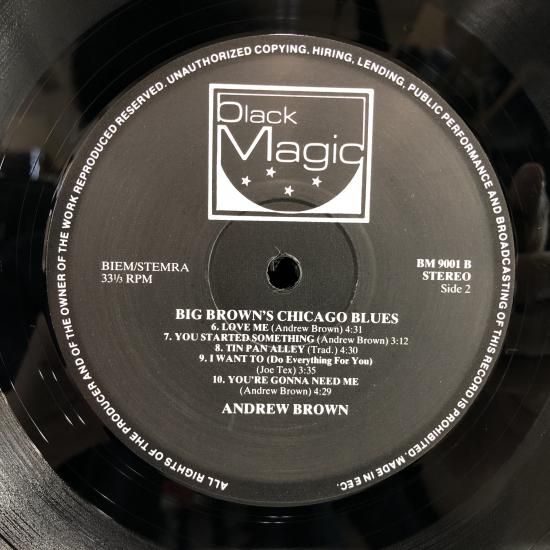 ALL RIGHTS OF THE PRODUCER AND OF THE OWNER OF THE WORK REPRODUCED RESERVED. UNAUTHORIZED COPYING, HIRING, LENDING, PUBLIC PERFORMANCE AND BROADCASTING OF THIS RECORD IS PROHIBITED. MADE IN EEC.
black
Magic
BIEM/STEMRA
33⅓ RPM
BM 9001 B
STEREO
Side 2
BIG BROWN'S CHICAGO BLUES
6. LOVE ME (Andrew Brown) 4:31
7. YOU STARTED SOMETHING (Andrew Brown) 3:12
8. TIN PAN ALLEY (Trad.) 4:30
9. I WANT TO (Do Everything For You)
(Joe Tex) 3:35
10. YOU'RE GONNA NEED ME
(Andrew Brown) 4:29
ANDREW BROWN